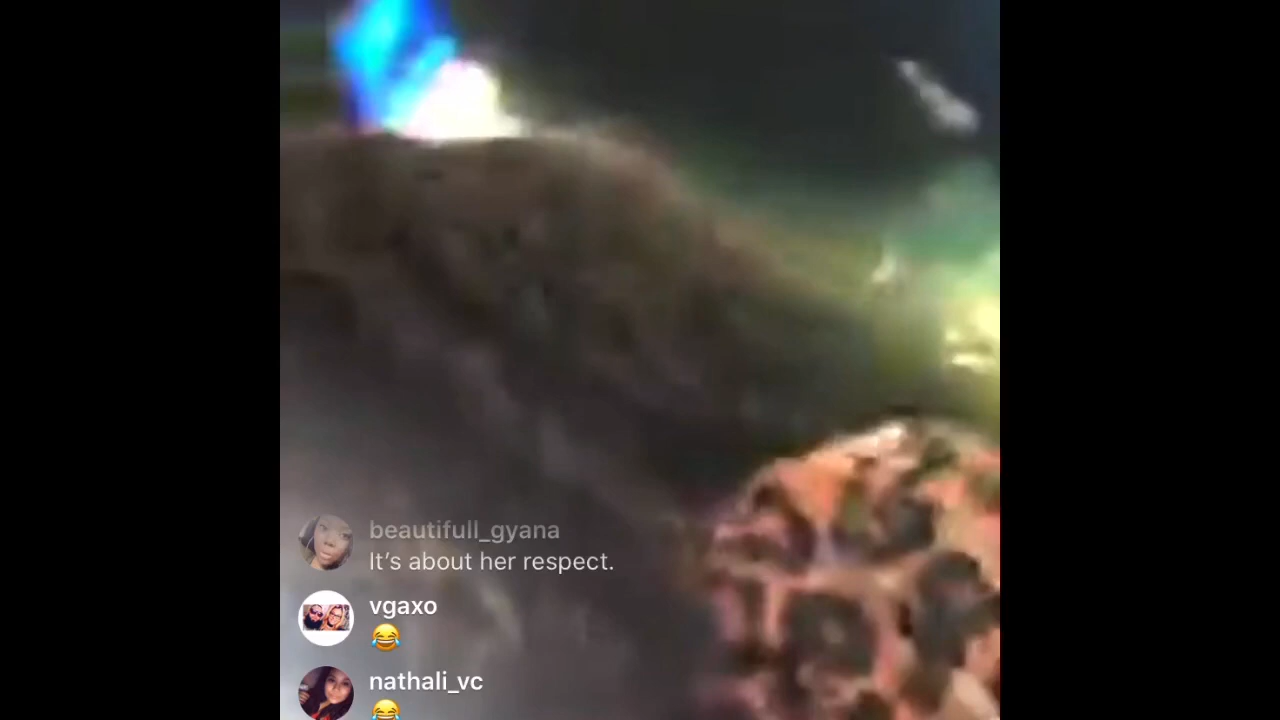 beautifull_gyana
It’s about her respect.
vgaxo
😂
nathali_vc
😂